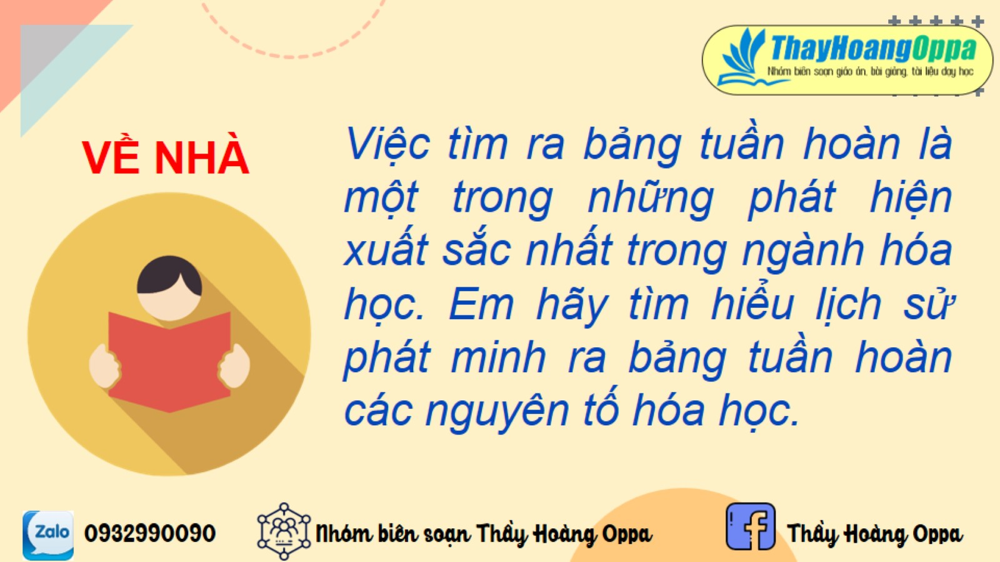 ThayHoangOppa
Nhóm biên soạn giáo án, bài giảng, tài liệu dạy học
VỀ NHÀ
Việc tìm ra bảng tuần hoàn là
một trong những phát hiện
xuất sắc nhất trong ngành hóa
học. Em hãy tìm hiểu lịch sử
phát minh ra bảng tuần hoàn
các nguyên tố hóa học.
Zalo 0932990090
Nhóm biên soạn Thầy Hoàng Oppa
Thầy Hoàng Oppa